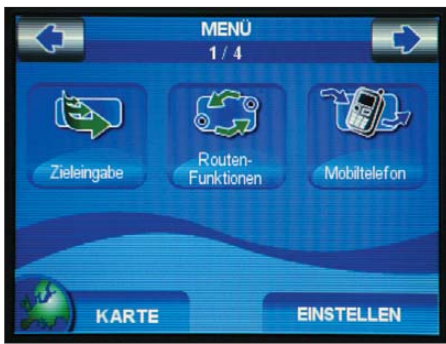 MENÜ
1 / 4
Zieleingabe
Routen-
Funktionen
Mobiltelefon
KARTE
EINSTELLEN